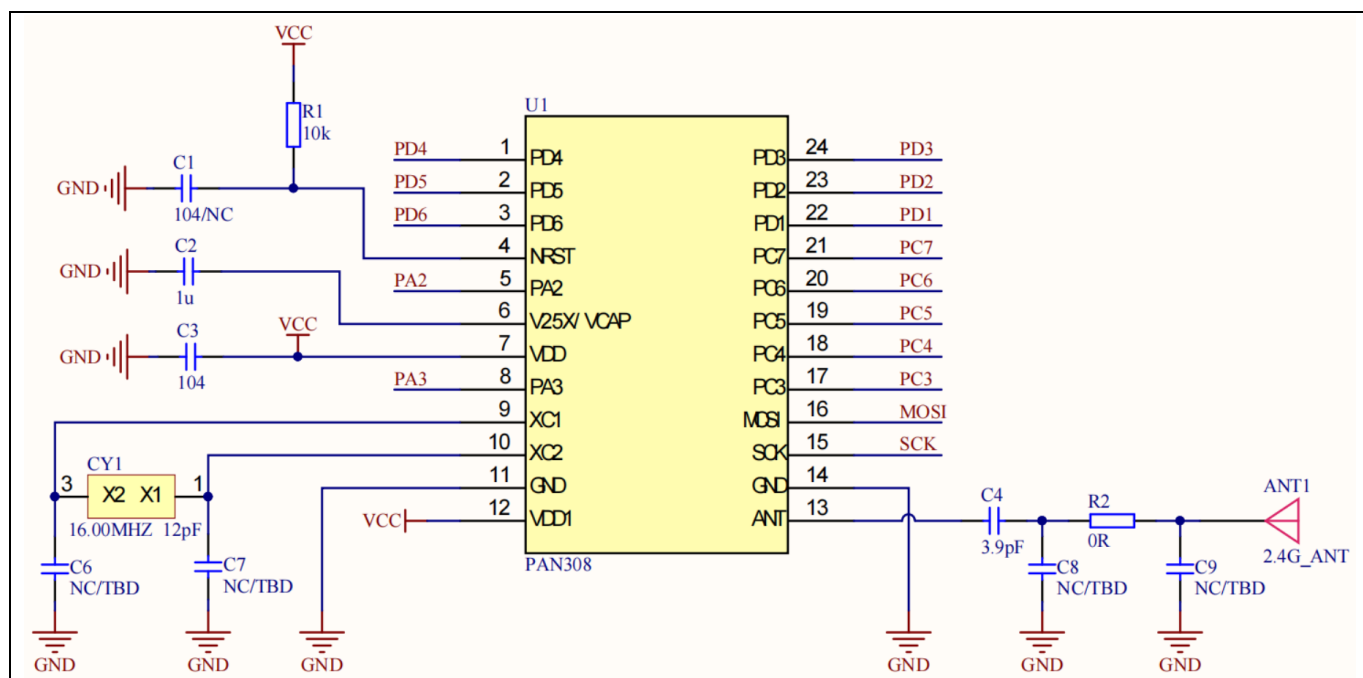 VCC
R1
10k
GND
C1
104/NC
GND
C2
1u
GND
C3
104
VCC
U1
PD4 1 PD4
PD5 2 PD5
PD6 3 PD6
4 NRST
PA2 5 PA2
6 V25X/ VCAP
7 VDD
PA3 8 PA3
9 XC1
10 XC2
11 GND
VCC 12 VDD1
PD3 24 PD3
PD2 23 PD2
PD1 22 PD1
PC7 21 PC7
PC6 20 PC6
PC5 19 PC5
PC4 18 PC4
PC3 17 PC3
MOSI 16 MOSI
SCK 15 SCK
GND 14
ANT 13
PAN308
CY1
3 X2 X1 1
16.00MHZ 12pF
C6
NC/TBD
C7
NC/TBD
GND
GND
GND
C4
3.9pF
R2
0R
C8
NC/TBD
C9
NC/TBD
ANT1
2.4G_ANT
GND
GND
GND